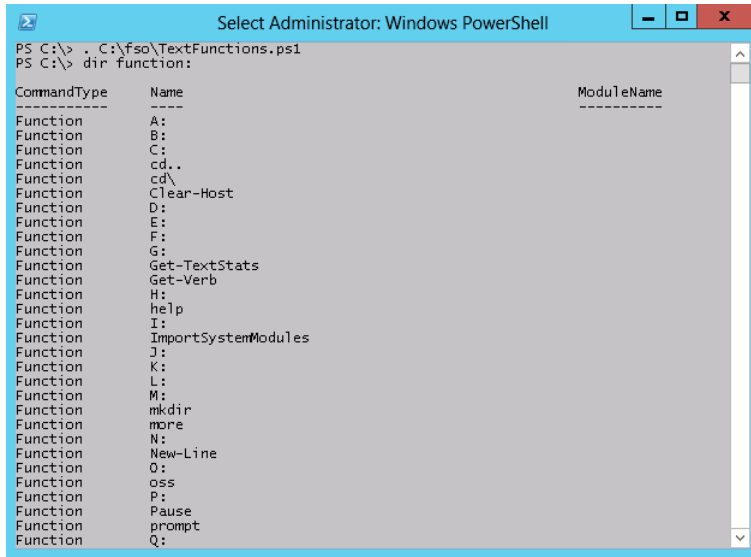 Select Administrator: Windows PowerShell
PS C:\> . C:\fso\TextFunctions.ps1
PS C:\> dir function:
CommandType Name ModuleName
----------- ---- ----------
Function A:
Function B:
Function C:
Function cd..
Function cd\
Function Clear-Host
Function D:
Function E:
Function F:
Function G:
Function Get-TextStats
Function Get-Verb
Function H:
Function help
Function I:
Function ImportSystemModules
Function J:
Function K:
Function L:
Function M:
Function mkdir
Function more
Function N:
Function New-Line
Function O:
Function oss
Function P:
Function Pause
Function prompt
Function Q: